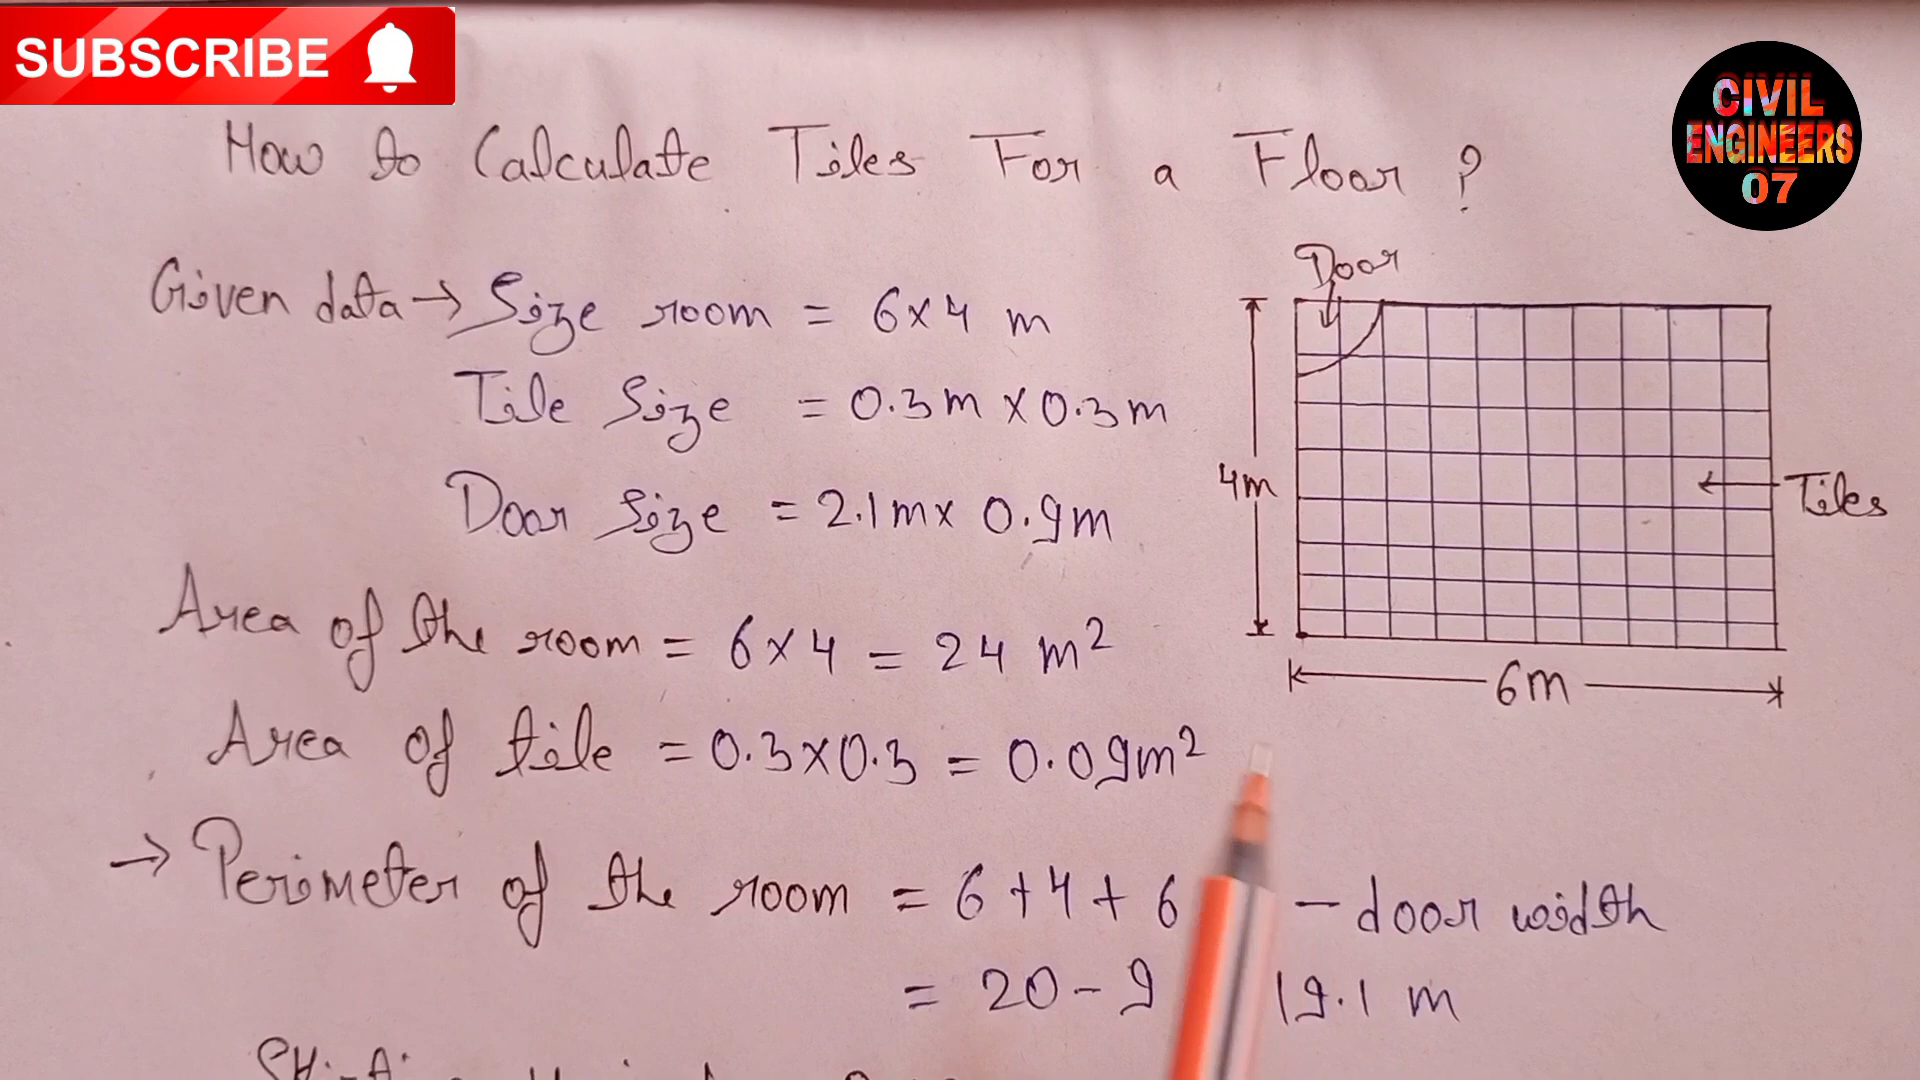 SUBSCRIBE
CIVIL
ENGINEERS
07
How to Calculate Tiles For a Floor ?
Given data → Size room = 6×4 m
Tile Size = 0.3m × 0.3m
Door Size = 2.1m× 0.9m
Door
4m
Tiles
6m
Area of the room = 6×4 = 24 m²
Area of tile = 0.3×0.3 = 0.09m²
→ Perimeter of the room = 6+4+6 – door width
= 20 - 9 19.1 m